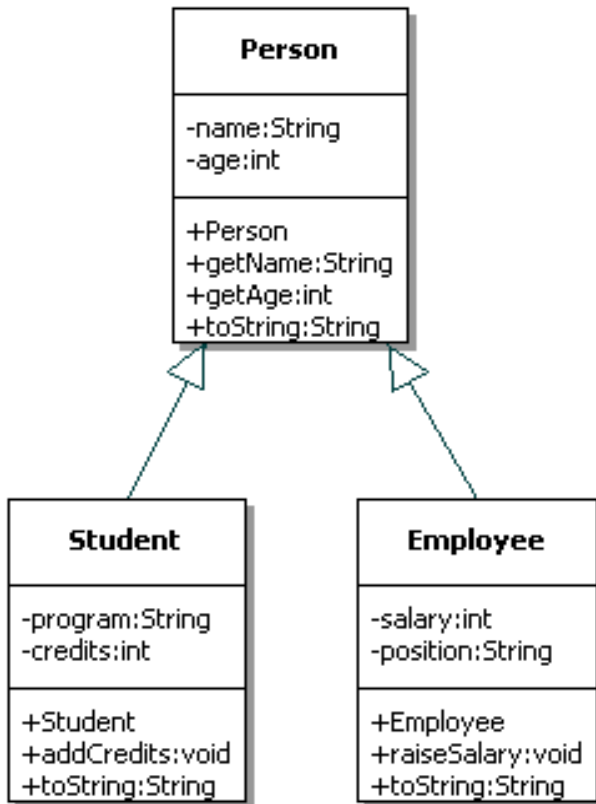 Person
-name:String
-age:int
+Person
+getName:String
+getAge:int
+toString:String
Student
-program:String
-credits:int
+Student
+addCredits:void
+toString:String
Employee
-salary:int
-position:String
+Employee
+raiseSalary:void
+toString:String